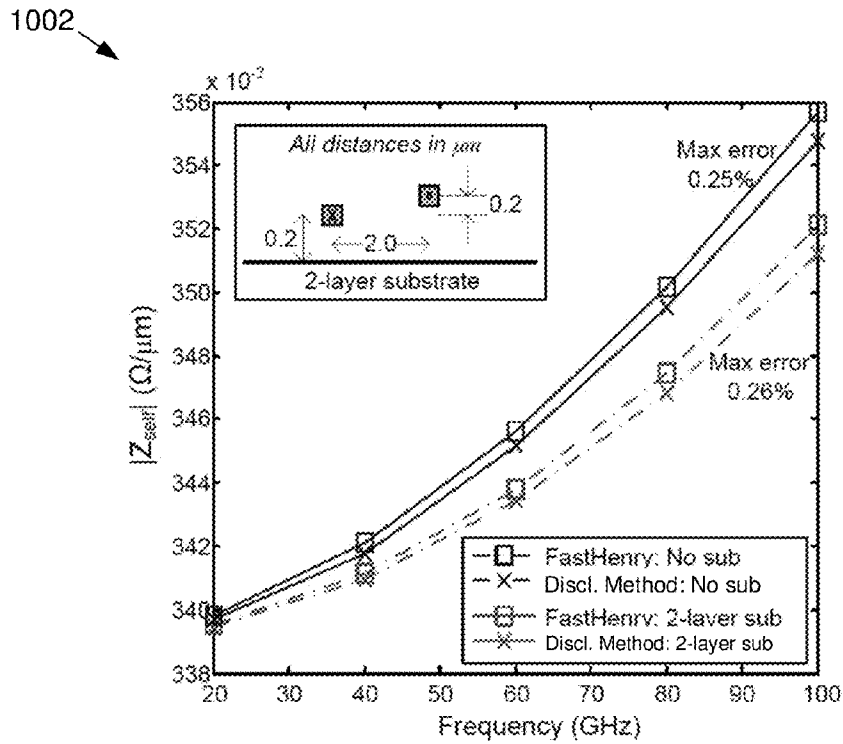 1002
x 10⁻²
356
354
352
350
348
346
344
342
340
338
|Z_self| (Ω/μm)
All distances in μm
0.2
0.2
2.0
2-layer substrate
Max error
0.25%
Max error
0.26%
FastHenry: No sub
Discl. Method: No sub
FastHenry: 2-layer sub
Discl. Method: 2-layer sub
20 30 40 50 60 70 80 90 100
Frequency (GHz)